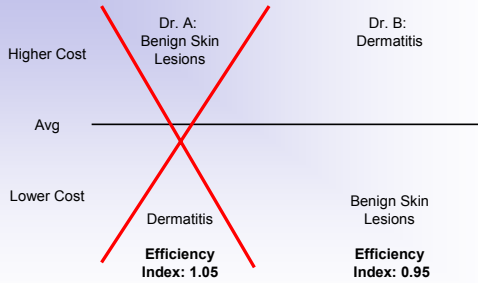 Dr. A:
Benign Skin
Lesions
Dr. B:
Dermatitis
Higher Cost
Avg
Lower Cost
Dermatitis
Benign Skin
Lesions
Efficiency
Index: 1.05
Efficiency
Index: 0.95